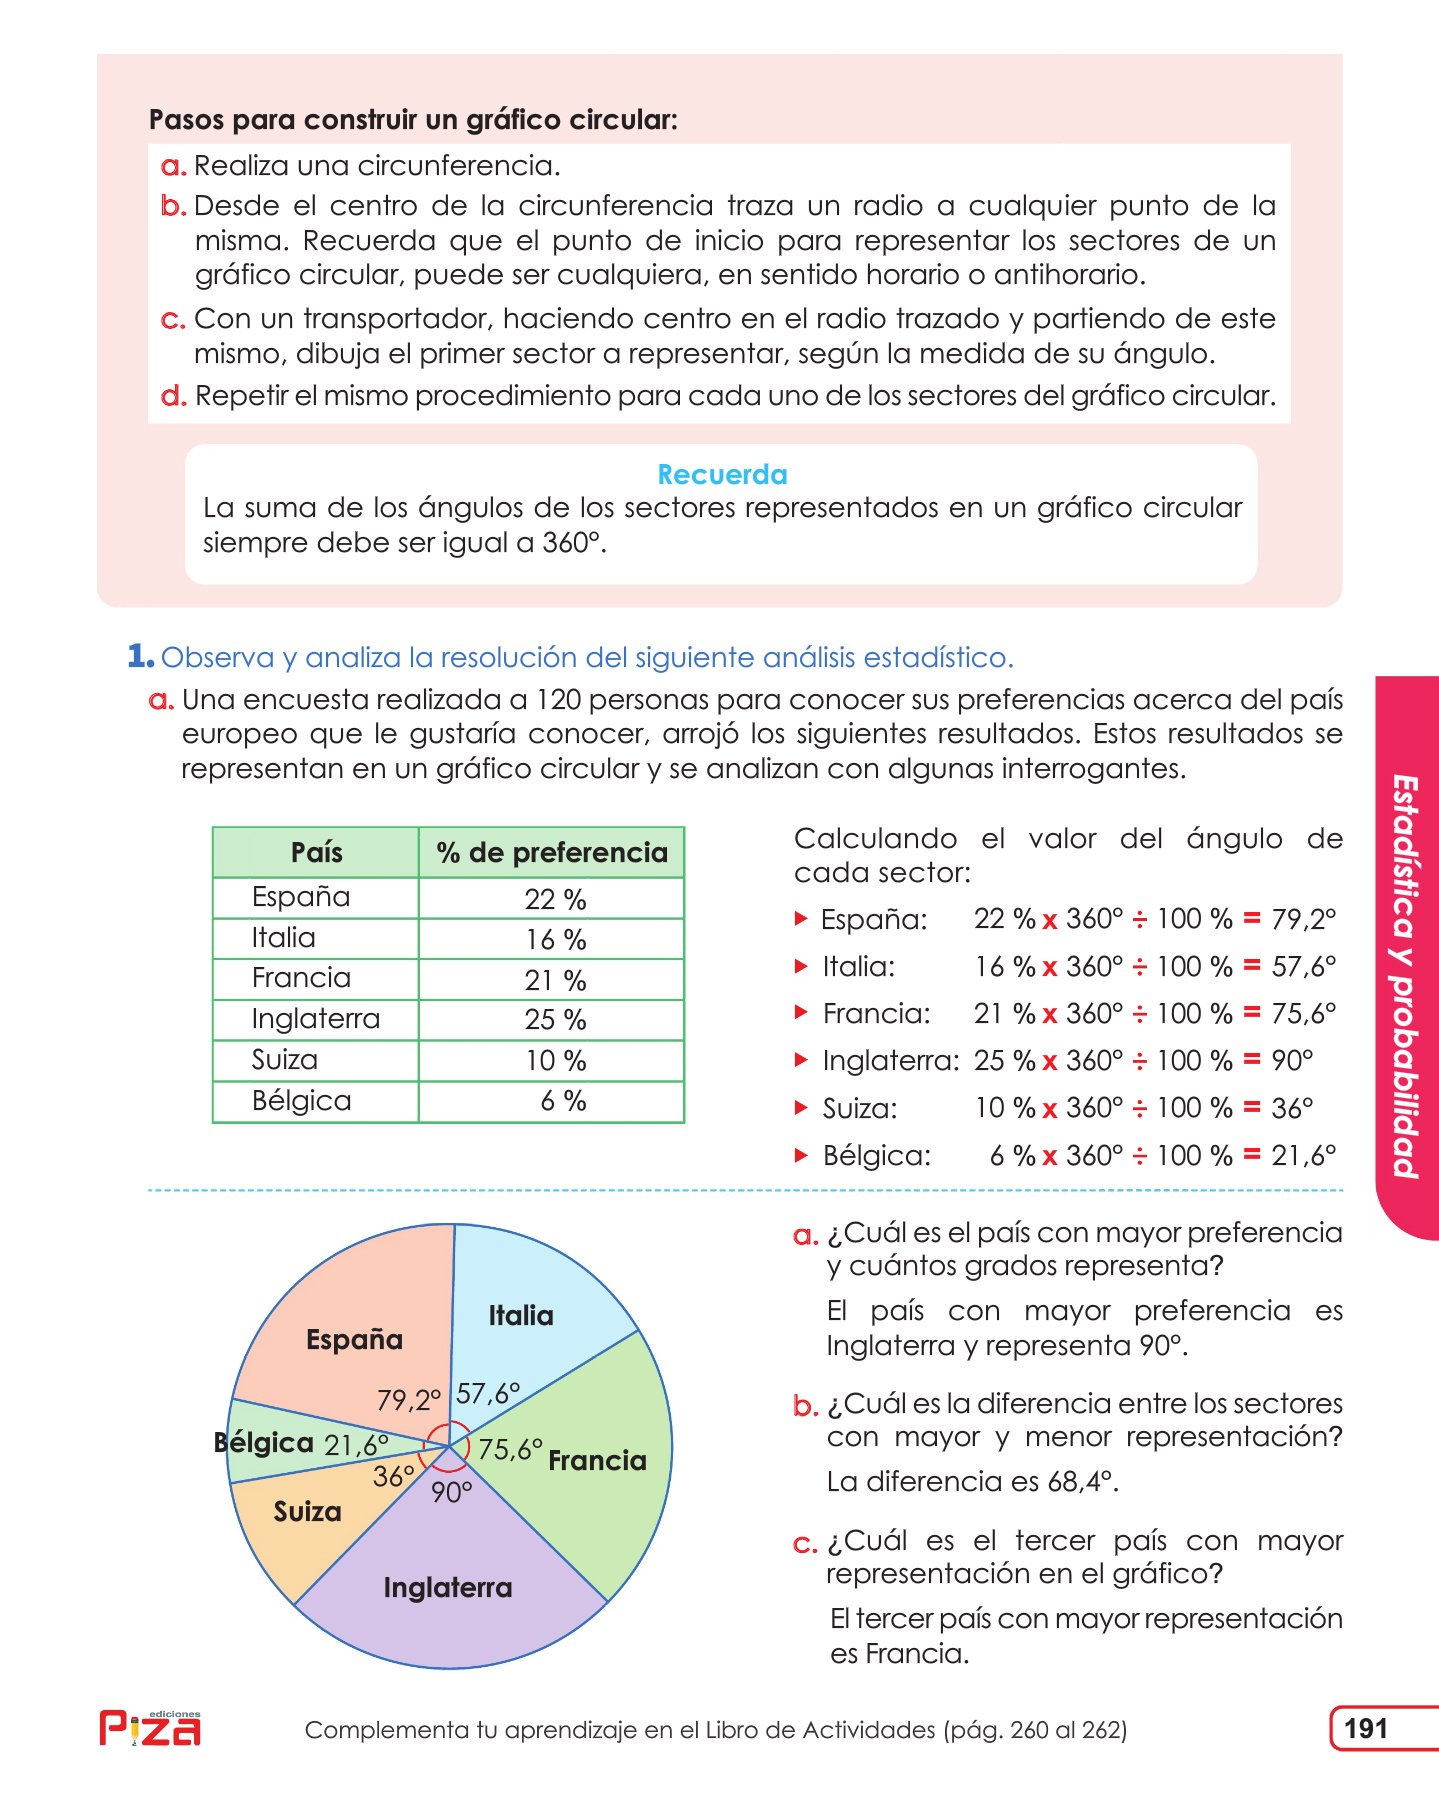 Pasos para construir un gráfico circular:
a. Realiza una circunferencia.
b. Desde el centro de la circunferencia traza un radio a cualquier punto de la
misma. Recuerda que el punto de inicio para representar los sectores de un
gráfico circular, puede ser cualquiera, en sentido horario o antihorario.
c. Con un transportador, haciendo centro en el radio trazado y partiendo de este
mismo, dibuja el primer sector a representar, según la medida de su ángulo.
d. Repetir el mismo procedimiento para cada uno de los sectores del gráfico circular.
Recuerda
La suma de los ángulos de los sectores representados en un gráfico circular
siempre debe ser igual a 360°.
1. Observa y analiza la resolución del siguiente análisis estadístico.
a. Una encuesta realizada a 120 personas para conocer sus preferencias acerca del país
europeo que le gustaría conocer, arrojó los siguientes resultados. Estos resultados se
representan en un gráfico circular y se analizan con algunas interrogantes.
País % de preferencia
España 22 %
Italia 16 %
Francia 21 %
Inglaterra 25 %
Suiza 10 %
Bélgica 6 %
Calculando el valor del ángulo de
cada sector:
España: 22 % x 360° ÷ 100 % = 79,2°
Italia: 16 % x 360° ÷ 100 % = 57,6°
Francia: 21 % x 360° ÷ 100 % = 75,6°
Inglaterra: 25 % x 360° ÷ 100 % = 90°
Suiza: 10 % x 360° ÷ 100 % = 36°
Bélgica: 6 % x 360° ÷ 100 % = 21,6°
Italia
España
79,2° 57,6°
Bélgica 21,6° 75,6° Francia
36° 90°
Suiza
Inglaterra
a. ¿Cuál es el país con mayor preferencia
y cuántos grados representa?
El país con mayor preferencia es
Inglaterra y representa 90°.
b. ¿Cuál es la diferencia entre los sectores
con mayor y menor representación?
La diferencia es 68,4°.
c. ¿Cuál es el tercer país con mayor
representación en el gráfico?
El tercer país con mayor representación
es Francia.
Estadística y probabilidad
ediciones
Piza
Complementa tu aprendizaje en el Libro de Actividades (pág. 260 al 262)
191